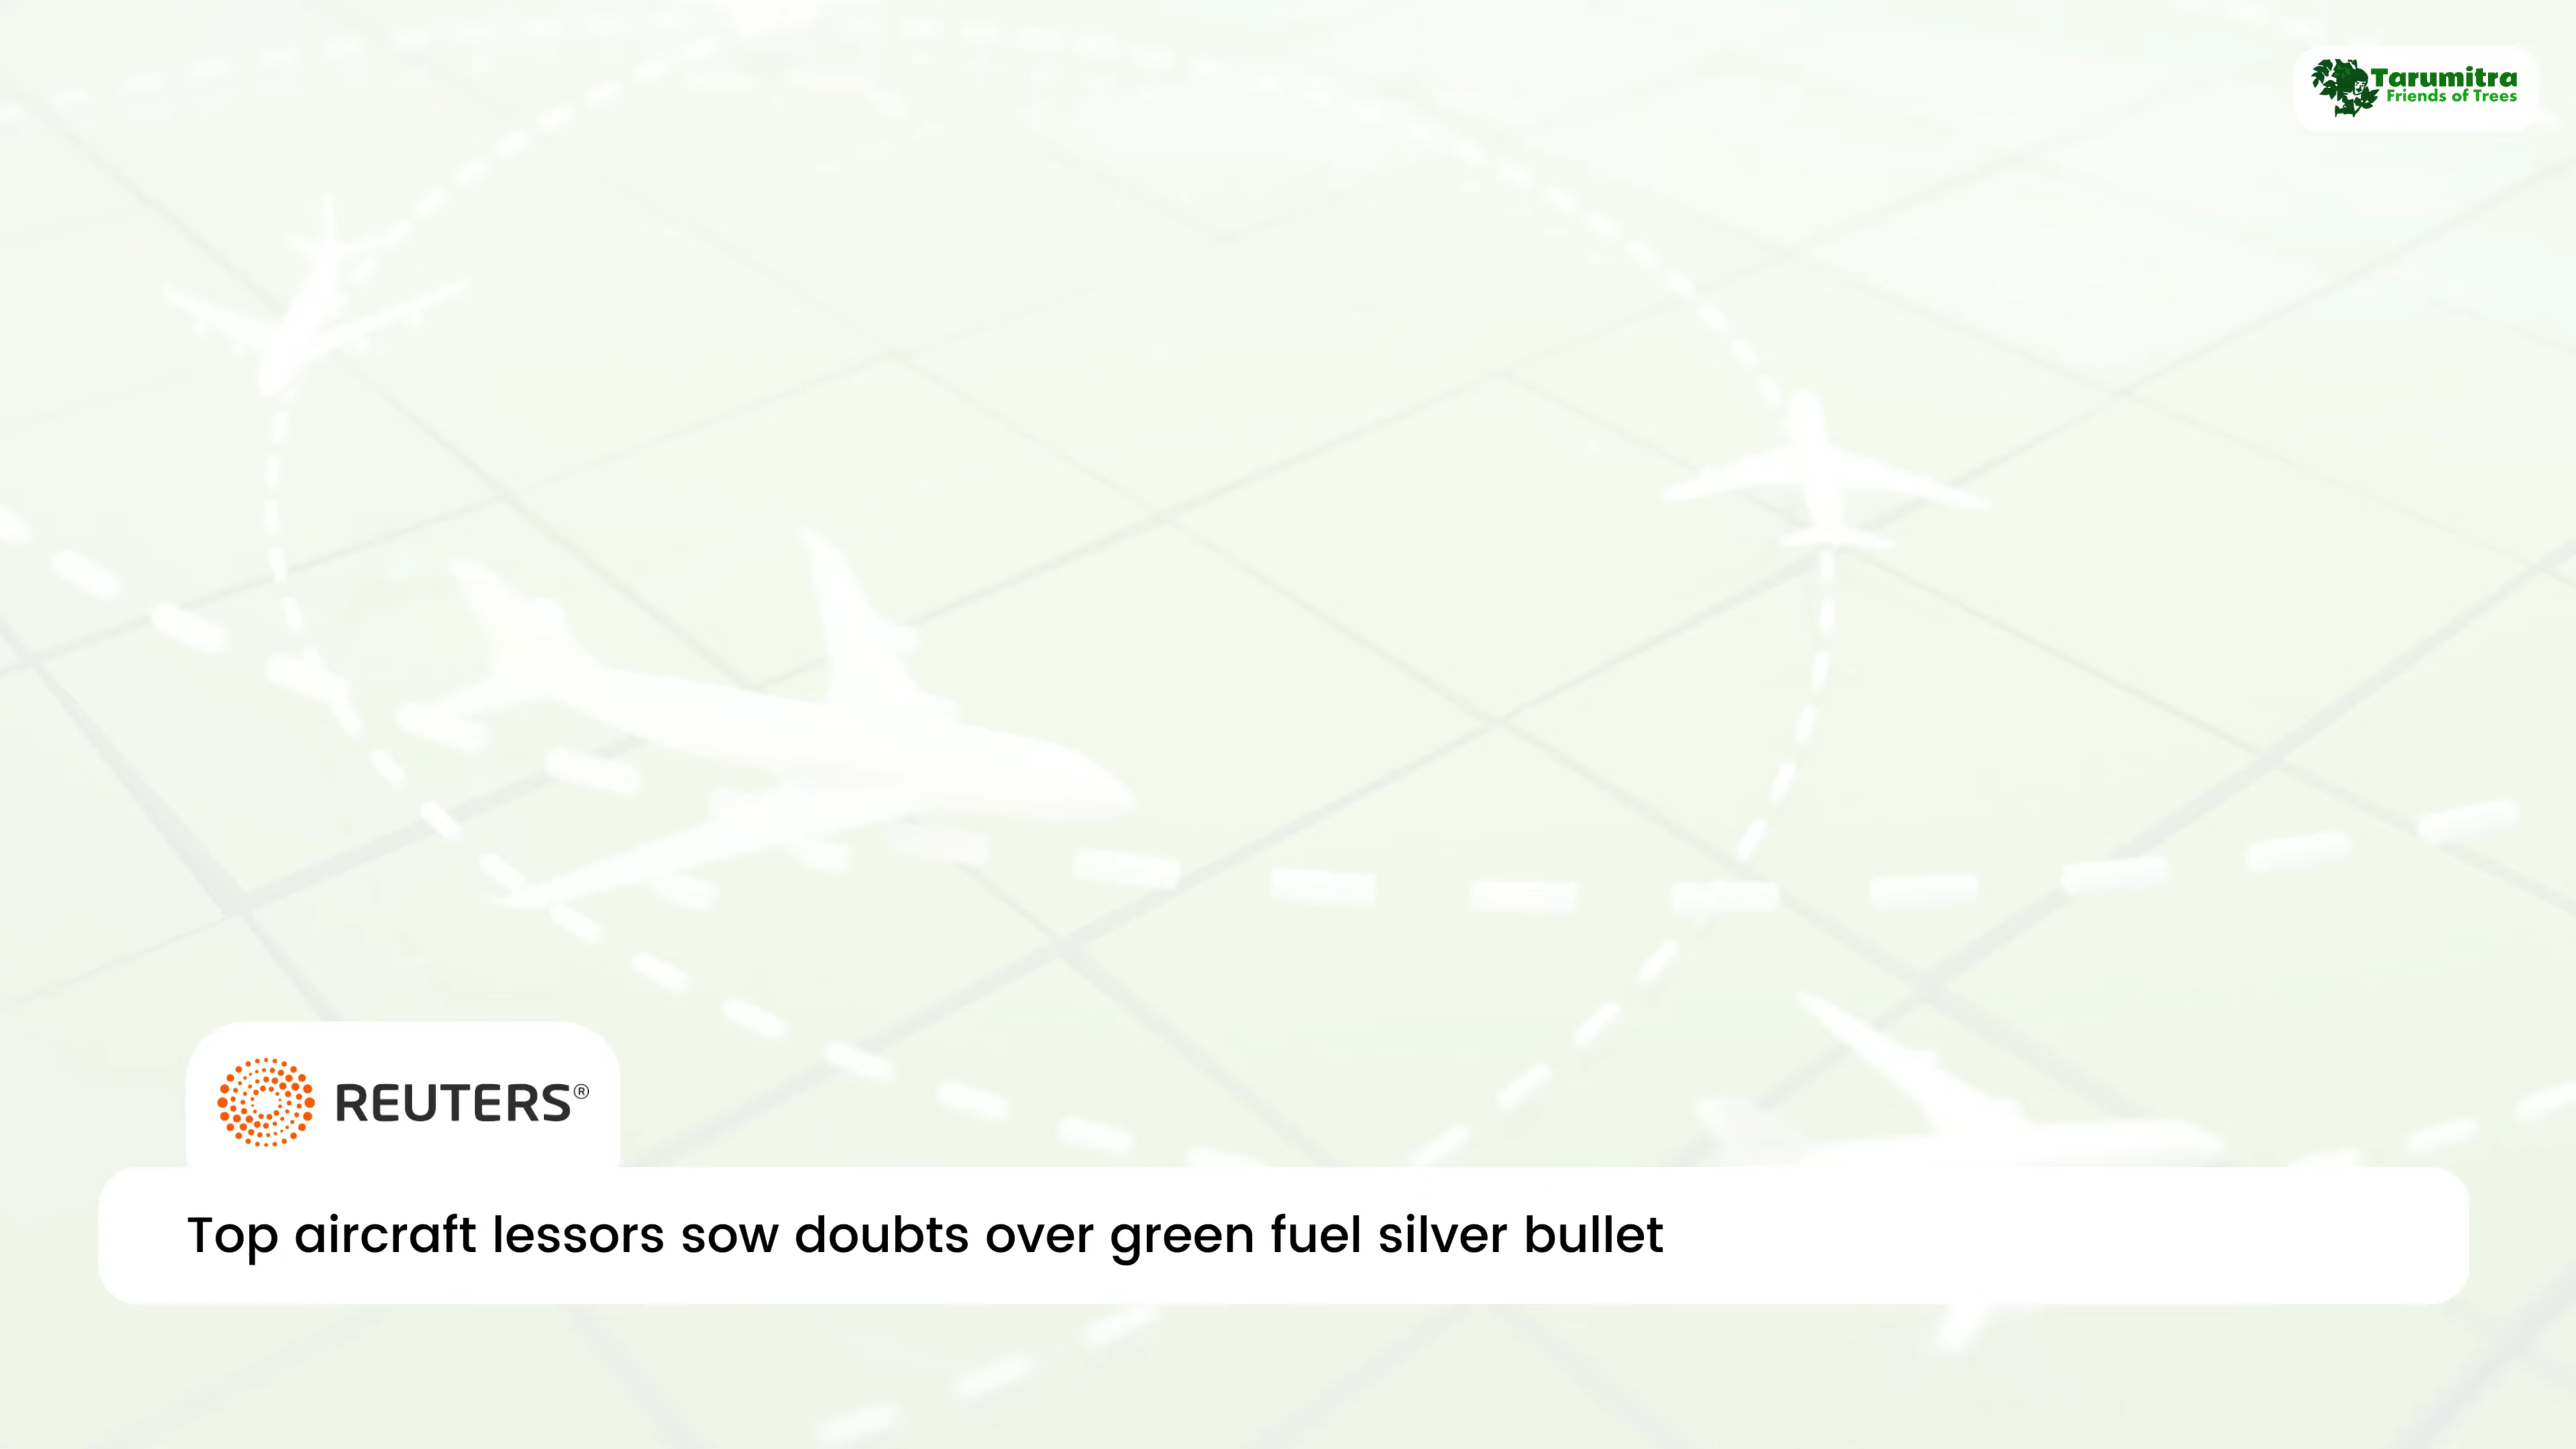 Tarumitra
Friends of Trees
REUTERS®
Top aircraft lessors sow doubts over green fuel silver bullet